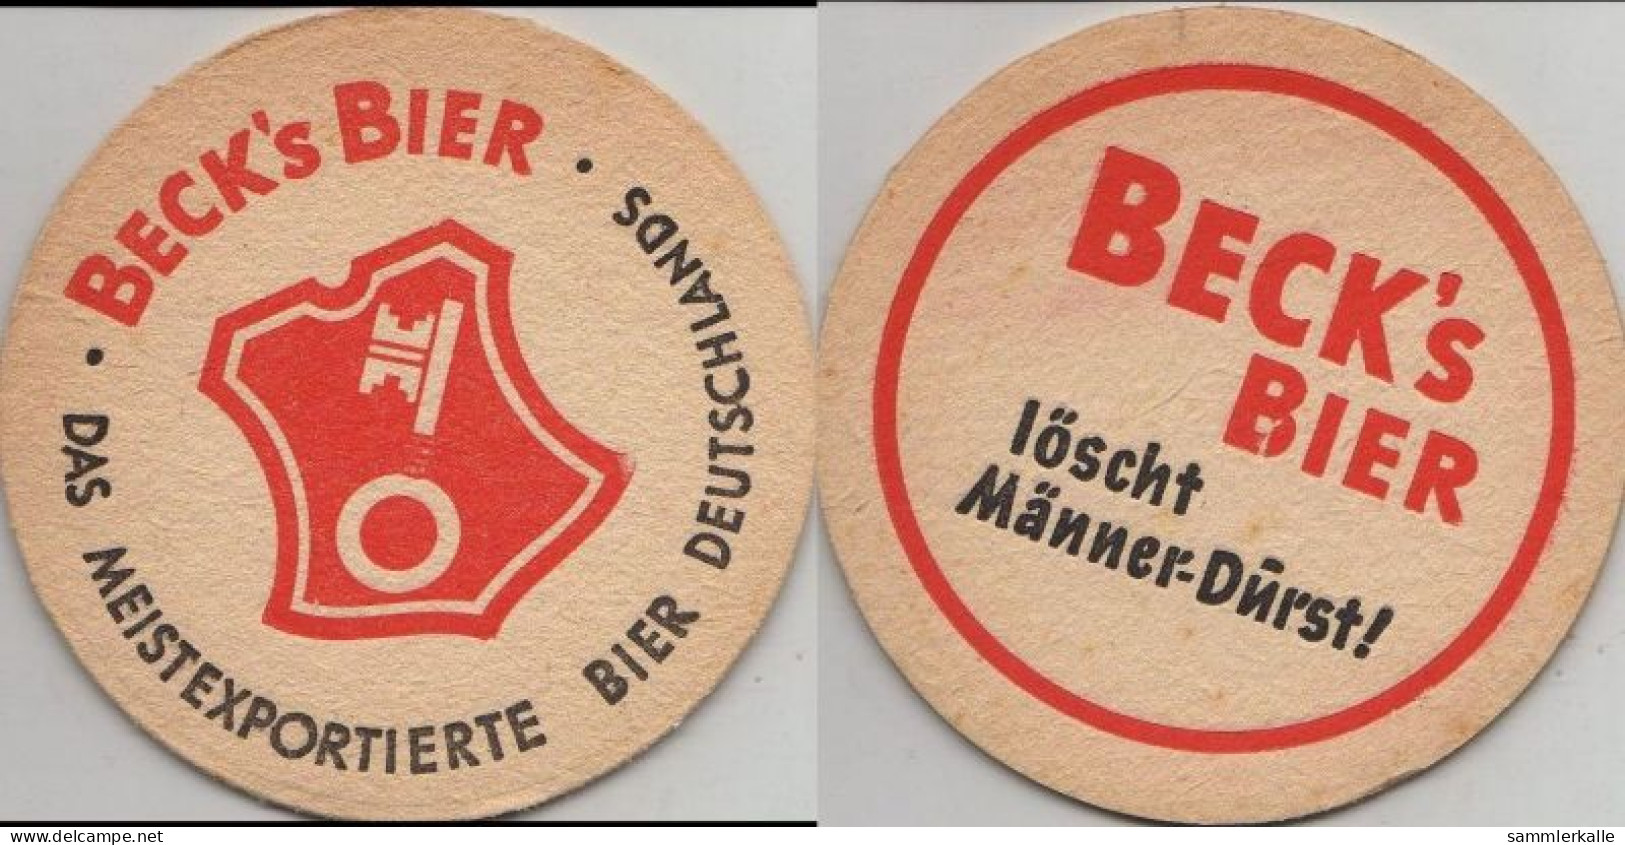 BECK'S BIER
• DAS MEISTEXPORTIERTE BIER DEUTSCHLANDS •
BECK'S
BIER
löscht
Männer-Durst!
www.delcampe.net
sammlerkalle